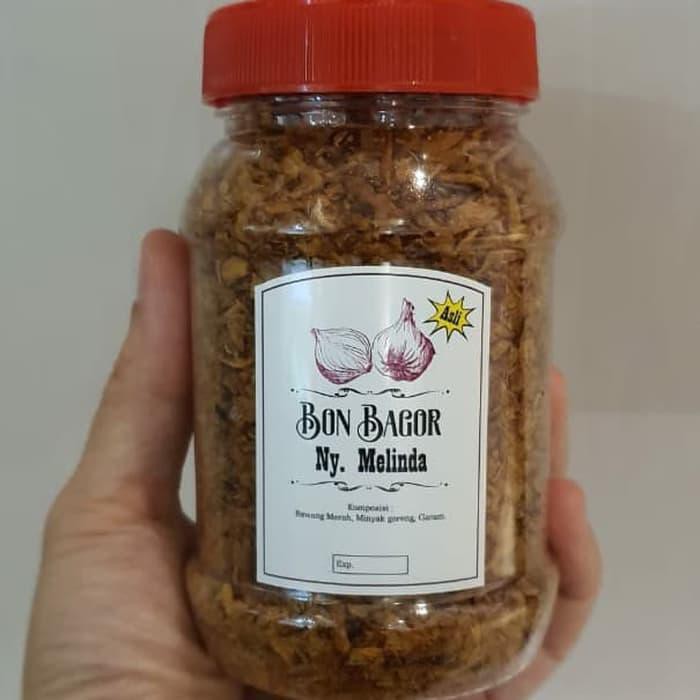 Asli
BON BAGOR
Ny. Melinda
Komposisi :
Bawang Merah, Minyak goreng, Garam.
Exp.